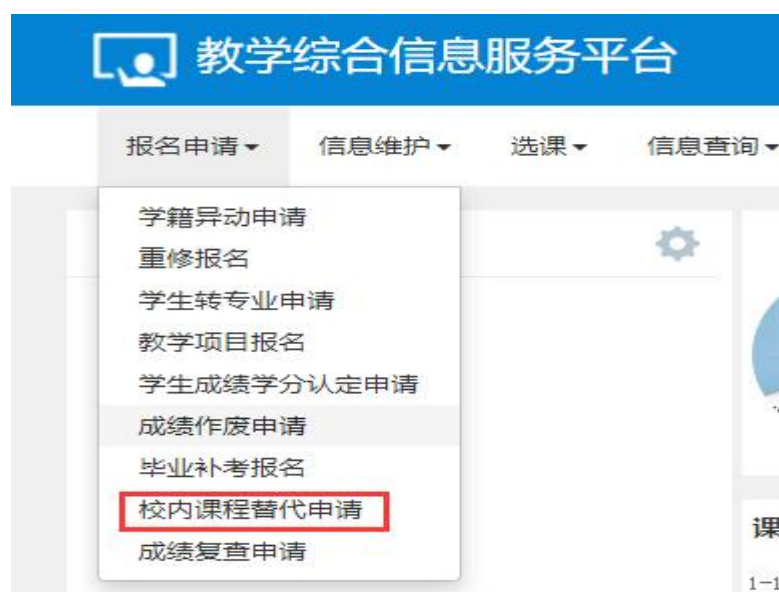 教学综合信息服务平台
报名申请 信息维护 选课 信息查询
学籍异动申请
重修报名
学生转专业申请
教学项目报名
学生成绩学分认定申请
成绩作废申请
毕业补考报名
校内课程替代申请
成绩复查申请
课
1-1